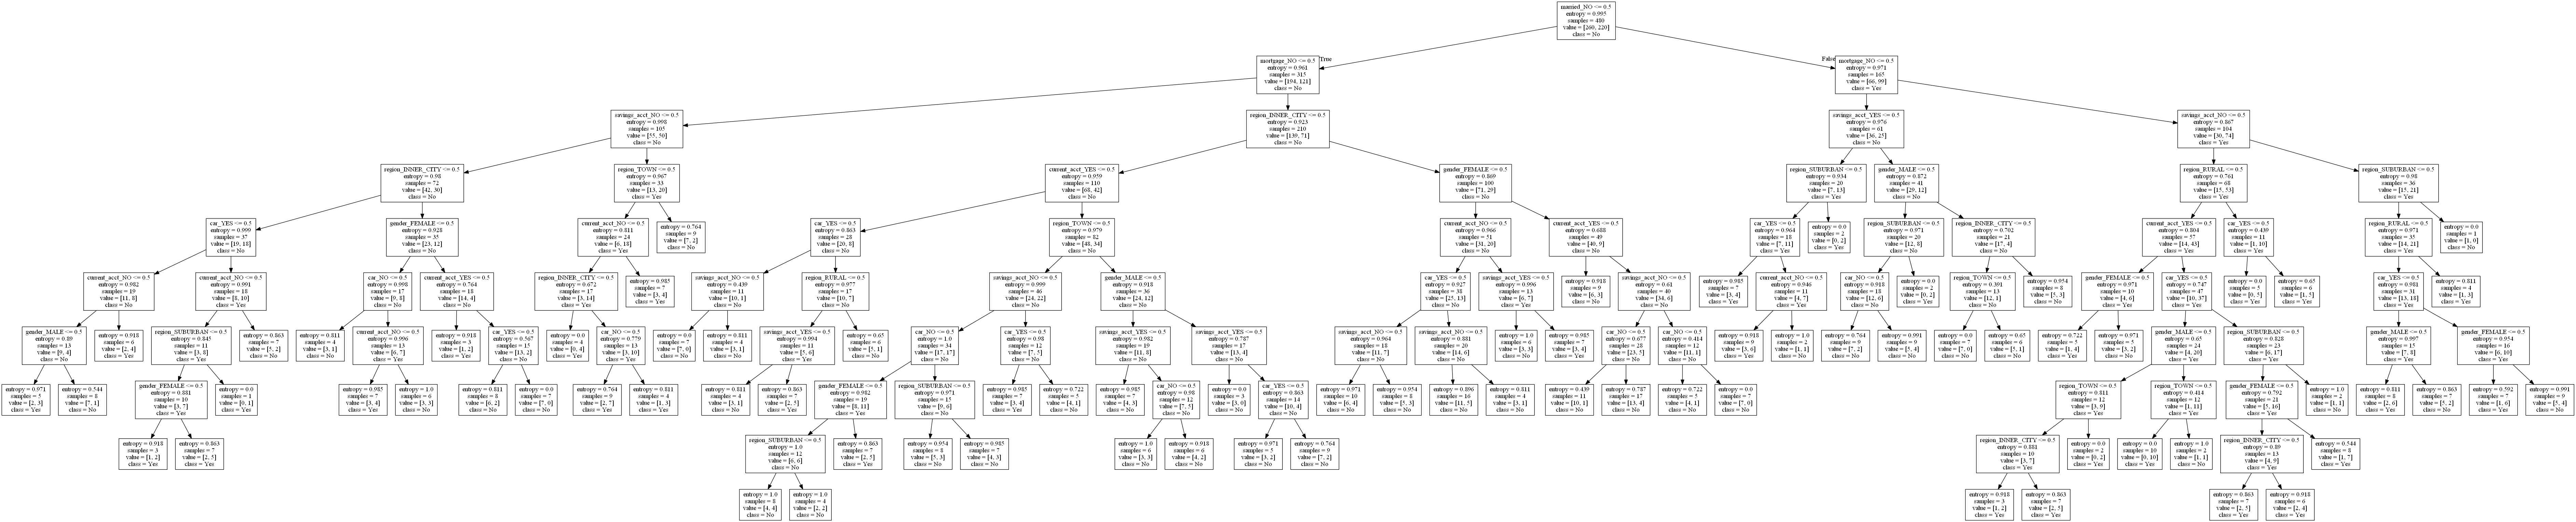 married_NO <= 0.5
entropy = 0.995
samples = 480
value = [260, 220]
class = No
True
False
mortgage_NO <= 0.5
entropy = 0.961
samples = 315
value = [194, 121]
class = No
mortgage_NO <= 0.5
entropy = 0.971
samples = 165
value = [66, 99]
class = Yes
savings_acct_NO <= 0.5
entropy = 0.998
samples = 105
value = [55, 50]
class = No
region_INNER_CITY <= 0.5
entropy = 0.923
samples = 210
value = [139, 71]
class = No
savings_acct_YES <= 0.5
entropy = 0.976
samples = 61
value = [36, 25]
class = No
savings_acct_NO <= 0.5
entropy = 0.867
samples = 104
value = [30, 74]
class = Yes
region_INNER_CITY <= 0.5
entropy = 0.98
samples = 72
value = [42, 30]
class = No
region_TOWN <= 0.5
entropy = 0.967
samples = 33
value = [13, 20]
class = Yes
current_acct_YES <= 0.5
entropy = 0.959
samples = 110
value = [68, 42]
class = No
gender_FEMALE <= 0.5
entropy = 0.869
samples = 100
value = [71, 29]
class = No
region_SUBURBAN <= 0.5
entropy = 0.934
samples = 20
value = [7, 13]
class = Yes
gender_MALE <= 0.5
entropy = 0.872
samples = 41
value = [29, 12]
class = No
region_RURAL <= 0.5
entropy = 0.761
samples = 68
value = [15, 53]
class = Yes
region_SUBURBAN <= 0.5
entropy = 0.98
samples = 36
value = [15, 21]
class = Yes
car_YES <= 0.5
entropy = 0.999
samples = 37
value = [19, 18]
class = No
gender_FEMALE <= 0.5
entropy = 0.928
samples = 35
value = [23, 12]
class = No
current_acct_NO <= 0.5
entropy = 0.811
samples = 24
value = [6, 18]
class = Yes
entropy = 0.764
samples = 9
value = [7, 2]
class = No
car_YES <= 0.5
entropy = 0.863
samples = 28
value = [20, 8]
class = No
region_TOWN <= 0.5
entropy = 0.979
samples = 82
value = [48, 34]
class = No
current_acct_NO <= 0.5
entropy = 0.966
samples = 51
value = [31, 20]
class = No
current_acct_YES <= 0.5
entropy = 0.688
samples = 49
value = [40, 9]
class = No
car_YES <= 0.5
entropy = 0.964
samples = 18
value = [7, 11]
class = Yes
entropy = 0.0
samples = 2
value = [0, 2]
class = Yes
region_SUBURBAN <= 0.5
entropy = 0.971
samples = 20
value = [12, 8]
class = No
region_INNER_CITY <= 0.5
entropy = 0.702
samples = 21
value = [17, 4]
class = No
current_acct_YES <= 0.5
entropy = 0.804
samples = 57
value = [14, 43]
class = Yes
car_YES <= 0.5
entropy = 0.439
samples = 11
value = [1, 10]
class = Yes
region_RURAL <= 0.5
entropy = 0.971
samples = 35
value = [14, 21]
class = Yes
entropy = 0.0
samples = 1
value = [1, 0]
class = No
current_acct_NO <= 0.5
entropy = 0.982
samples = 19
value = [11, 8]
class = No
current_acct_NO <= 0.5
entropy = 0.991
samples = 18
value = [8, 10]
class = Yes
car_NO <= 0.5
entropy = 0.998
samples = 17
value = [9, 8]
class = No
current_acct_YES <= 0.5
entropy = 0.764
samples = 18
value = [14, 4]
class = No
region_INNER_CITY <= 0.5
entropy = 0.672
samples = 17
value = [3, 14]
class = Yes
entropy = 0.985
samples = 7
value = [3, 4]
class = Yes
savings_acct_NO <= 0.5
entropy = 0.439
samples = 11
value = [10, 1]
class = No
region_RURAL <= 0.5
entropy = 0.977
samples = 17
value = [10, 7]
class = No
savings_acct_NO <= 0.5
entropy = 0.999
samples = 46
value = [24, 22]
class = No
gender_MALE <= 0.5
entropy = 0.918
samples = 36
value = [24, 12]
class = No
car_YES <= 0.5
entropy = 0.927
samples = 38
value = [25, 13]
class = No
savings_acct_YES <= 0.5
entropy = 0.996
samples = 13
value = [6, 7]
class = Yes
entropy = 0.918
samples = 9
value = [6, 3]
class = No
savings_acct_NO <= 0.5
entropy = 0.61
samples = 40
value = [34, 6]
class = No
entropy = 0.985
samples = 7
value = [3, 4]
class = Yes
current_acct_NO <= 0.5
entropy = 0.946
samples = 11
value = [4, 7]
class = Yes
car_NO <= 0.5
entropy = 0.918
samples = 18
value = [12, 6]
class = No
entropy = 0.0
samples = 2
value = [0, 2]
class = Yes
region_TOWN <= 0.5
entropy = 0.391
samples = 13
value = [12, 1]
class = No
entropy = 0.954
samples = 8
value = [5, 3]
class = No
gender_FEMALE <= 0.5
entropy = 0.971
samples = 10
value = [4, 6]
class = Yes
car_YES <= 0.5
entropy = 0.747
samples = 47
value = [10, 37]
class = Yes
entropy = 0.0
samples = 5
value = [0, 5]
class = Yes
entropy = 0.65
samples = 6
value = [1, 5]
class = Yes
car_YES <= 0.5
entropy = 0.981
samples = 31
value = [13, 18]
class = Yes
entropy = 0.811
samples = 4
value = [1, 3]
class = Yes
gender_MALE <= 0.5
entropy = 0.89
samples = 13
value = [9, 4]
class = No
entropy = 0.918
samples = 6
value = [2, 4]
class = Yes
region_SUBURBAN <= 0.5
entropy = 0.845
samples = 11
value = [3, 8]
class = Yes
entropy = 0.863
samples = 7
value = [5, 2]
class = No
entropy = 0.811
samples = 4
value = [3, 1]
class = No
current_acct_NO <= 0.5
entropy = 0.996
samples = 13
value = [6, 7]
class = Yes
entropy = 0.918
samples = 3
value = [1, 2]
class = Yes
car_YES <= 0.5
entropy = 0.567
samples = 15
value = [13, 2]
class = No
entropy = 0.0
samples = 4
value = [0, 4]
class = Yes
car_NO <= 0.5
entropy = 0.779
samples = 13
value = [3, 10]
class = Yes
entropy = 0.0
samples = 7
value = [7, 0]
class = No
entropy = 0.811
samples = 4
value = [3, 1]
class = No
savings_acct_YES <= 0.5
entropy = 0.994
samples = 11
value = [5, 6]
class = Yes
entropy = 0.65
samples = 6
value = [5, 1]
class = No
car_NO <= 0.5
entropy = 1.0
samples = 34
value = [17, 17]
class = No
car_YES <= 0.5
entropy = 0.98
samples = 12
value = [7, 5]
class = No
savings_acct_YES <= 0.5
entropy = 0.982
samples = 19
value = [11, 8]
class = No
savings_acct_YES <= 0.5
entropy = 0.787
samples = 17
value = [13, 4]
class = No
savings_acct_NO <= 0.5
entropy = 0.964
samples = 18
value = [11, 7]
class = No
savings_acct_NO <= 0.5
entropy = 0.881
samples = 20
value = [14, 6]
class = No
entropy = 1.0
samples = 6
value = [3, 3]
class = No
entropy = 0.985
samples = 7
value = [3, 4]
class = Yes
car_NO <= 0.5
entropy = 0.677
samples = 28
value = [23, 5]
class = No
car_NO <= 0.5
entropy = 0.414
samples = 12
value = [11, 1]
class = No
entropy = 0.918
samples = 9
value = [3, 6]
class = Yes
entropy = 1.0
samples = 2
value = [1, 1]
class = No
entropy = 0.764
samples = 9
value = [7, 2]
class = No
entropy = 0.991
samples = 9
value = [5, 4]
class = No
entropy = 0.0
samples = 7
value = [7, 0]
class = No
entropy = 0.65
samples = 6
value = [5, 1]
class = No
entropy = 0.722
samples = 5
value = [1, 4]
class = Yes
entropy = 0.971
samples = 5
value = [3, 2]
class = No
gender_MALE <= 0.5
entropy = 0.65
samples = 24
value = [4, 20]
class = Yes
region_SUBURBAN <= 0.5
entropy = 0.828
samples = 23
value = [6, 17]
class = Yes
gender_MALE <= 0.5
entropy = 0.997
samples = 15
value = [7, 8]
class = Yes
gender_FEMALE <= 0.5
entropy = 0.954
samples = 16
value = [6, 10]
class = Yes
entropy = 0.971
samples = 5
value = [2, 3]
class = Yes
entropy = 0.544
samples = 8
value = [7, 1]
class = No
gender_FEMALE <= 0.5
entropy = 0.881
samples = 10
value = [3, 7]
class = Yes
entropy = 0.0
samples = 1
value = [0, 1]
class = Yes
entropy = 0.985
samples = 7
value = [3, 4]
class = Yes
entropy = 1.0
samples = 6
value = [3, 3]
class = No
entropy = 0.811
samples = 8
value = [6, 2]
class = No
entropy = 0.0
samples = 7
value = [7, 0]
class = No
entropy = 0.764
samples = 9
value = [2, 7]
class = Yes
entropy = 0.811
samples = 4
value = [1, 3]
class = Yes
entropy = 0.811
samples = 4
value = [3, 1]
class = No
entropy = 0.863
samples = 7
value = [2, 5]
class = Yes
gender_FEMALE <= 0.5
entropy = 0.982
samples = 19
value = [8, 11]
class = Yes
region_SUBURBAN <= 0.5
entropy = 0.971
samples = 15
value = [9, 6]
class = No
entropy = 0.985
samples = 7
value = [3, 4]
class = Yes
entropy = 0.722
samples = 5
value = [4, 1]
class = No
entropy = 0.985
samples = 7
value = [4, 3]
class = No
car_NO <= 0.5
entropy = 0.98
samples = 12
value = [7, 5]
class = No
entropy = 0.0
samples = 3
value = [3, 0]
class = No
car_YES <= 0.5
entropy = 0.863
samples = 14
value = [10, 4]
class = No
entropy = 0.971
samples = 10
value = [6, 4]
class = No
entropy = 0.954
samples = 8
value = [5, 3]
class = No
entropy = 0.896
samples = 16
value = [11, 5]
class = No
entropy = 0.811
samples = 4
value = [3, 1]
class = No
entropy = 0.439
samples = 11
value = [10, 1]
class = No
entropy = 0.787
samples = 17
value = [13, 4]
class = No
entropy = 0.722
samples = 5
value = [4, 1]
class = No
entropy = 0.0
samples = 7
value = [7, 0]
class = No
region_TOWN <= 0.5
entropy = 0.811
samples = 12
value = [3, 9]
class = Yes
region_TOWN <= 0.5
entropy = 0.414
samples = 12
value = [1, 11]
class = Yes
gender_FEMALE <= 0.5
entropy = 0.792
samples = 21
value = [5, 16]
class = Yes
entropy = 1.0
samples = 2
value = [1, 1]
class = No
entropy = 0.811
samples = 8
value = [2, 6]
class = Yes
entropy = 0.863
samples = 7
value = [5, 2]
class = No
entropy = 0.592
samples = 7
value = [1, 6]
class = Yes
entropy = 0.991
samples = 9
value = [5, 4]
class = No
entropy = 0.918
samples = 3
value = [1, 2]
class = Yes
entropy = 0.863
samples = 7
value = [2, 5]
class = Yes
region_SUBURBAN <= 0.5
entropy = 1.0
samples = 12
value = [6, 6]
class = No
entropy = 0.863
samples = 7
value = [2, 5]
class = Yes
entropy = 0.954
samples = 8
value = [5, 3]
class = No
entropy = 0.985
samples = 7
value = [4, 3]
class = No
entropy = 1.0
samples = 6
value = [3, 3]
class = No
entropy = 0.918
samples = 6
value = [4, 2]
class = No
entropy = 0.971
samples = 5
value = [3, 2]
class = No
entropy = 0.764
samples = 9
value = [7, 2]
class = No
region_INNER_CITY <= 0.5
entropy = 0.881
samples = 10
value = [3, 7]
class = Yes
entropy = 0.0
samples = 2
value = [0, 2]
class = Yes
entropy = 0.0
samples = 10
value = [0, 10]
class = Yes
entropy = 1.0
samples = 2
value = [1, 1]
class = No
region_INNER_CITY <= 0.5
entropy = 0.89
samples = 13
value = [4, 9]
class = Yes
entropy = 0.544
samples = 8
value = [1, 7]
class = Yes
entropy = 1.0
samples = 8
value = [4, 4]
class = No
entropy = 1.0
samples = 4
value = [2, 2]
class = No
entropy = 0.918
samples = 3
value = [1, 2]
class = Yes
entropy = 0.863
samples = 7
value = [2, 5]
class = Yes
entropy = 0.863
samples = 7
value = [2, 5]
class = Yes
entropy = 0.918
samples = 6
value = [2, 4]
class = Yes